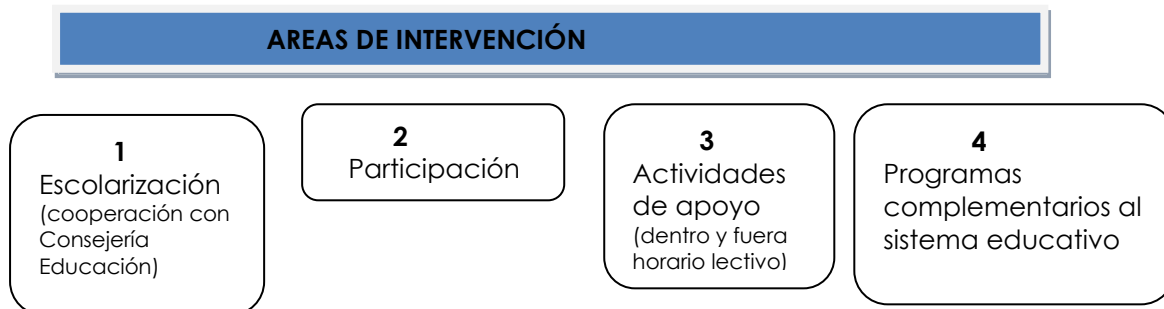 AREAS DE INTERVENCIÓN
1
Escolarización
(cooperación con
Consejería
Educación)
2
Participación
3
Actividades
de apoyo
(dentro y fuera
horario lectivo)
4
Programas
complementarios al
sistema educativo